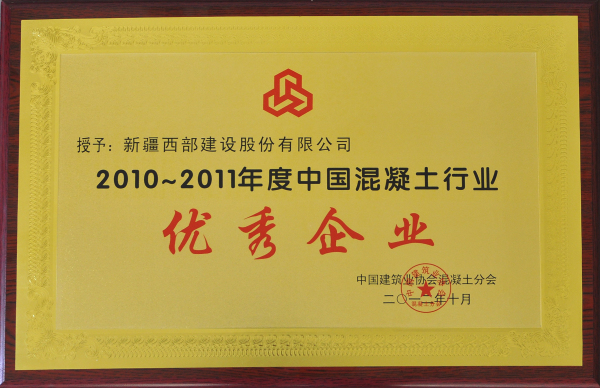 授予：新疆西部建设股份有限公司
2010~2011年度中国混凝土行业
优秀企业
中国建筑业协会混凝土分会
二〇一一年十月